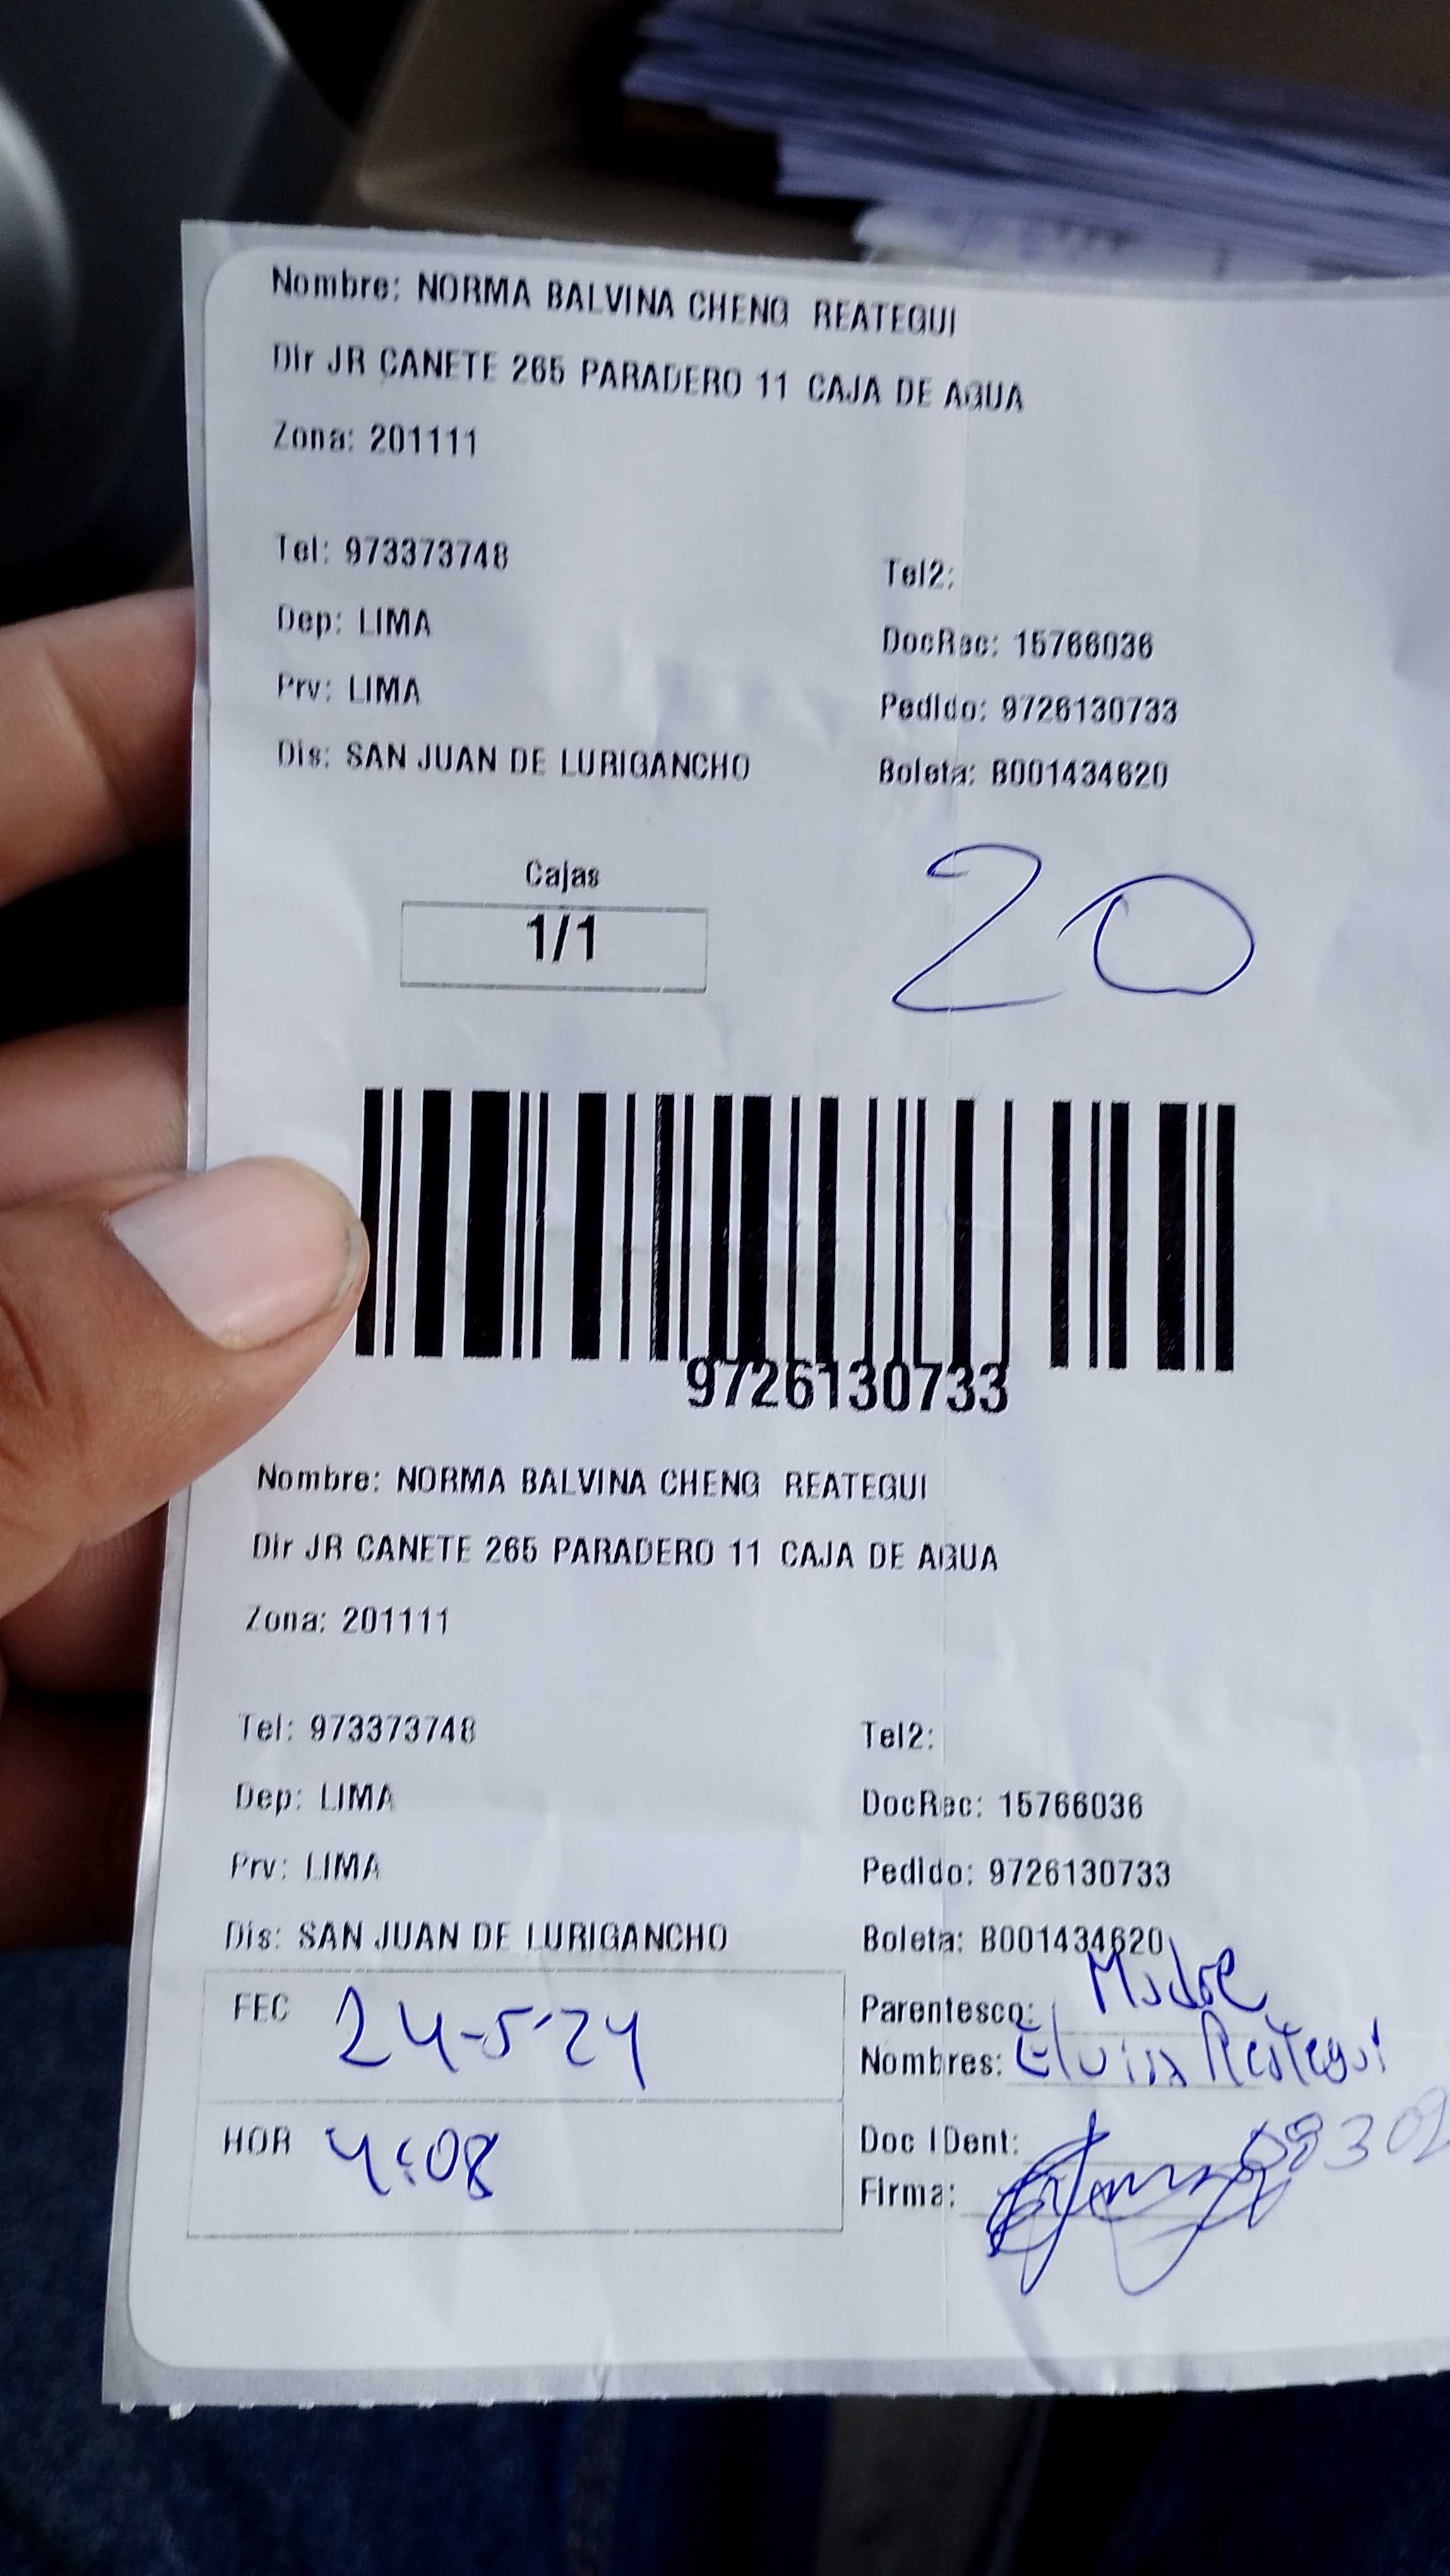 Nombre: NORMA BALVINA CHENG REATEGUI
Dir JR CANETE 265 PARADERO 11 CAJA DE AGUA
Zona: 201111
Tel: 973373748
Tel2:
Dep: LIMA
DocRec: 15766036
Prv: LIMA
Pedido: 9726130733
Dis: SAN JUAN DE LURIGANCHO
Boleta: B001434620
Cajas
1/1
20
9726130733
Nombre: NORMA BALVINA CHENG REATEGUI
Dir JR CANETE 265 PARADERO 11 CAJA DE AGUA
Zona: 201111
Tel: 973373748
Tel2:
Dep: LIMA
DocRec: 15766036
Prv: LIMA
Pedido: 9726130733
Dis: SAN JUAN DE LURIGANCHO
Boleta: B001434620
FEC 24-5-24
Parentesco: Madre
Nombres: Elvira Reategui
HOR 4:08
Doc IDent:
Firma: